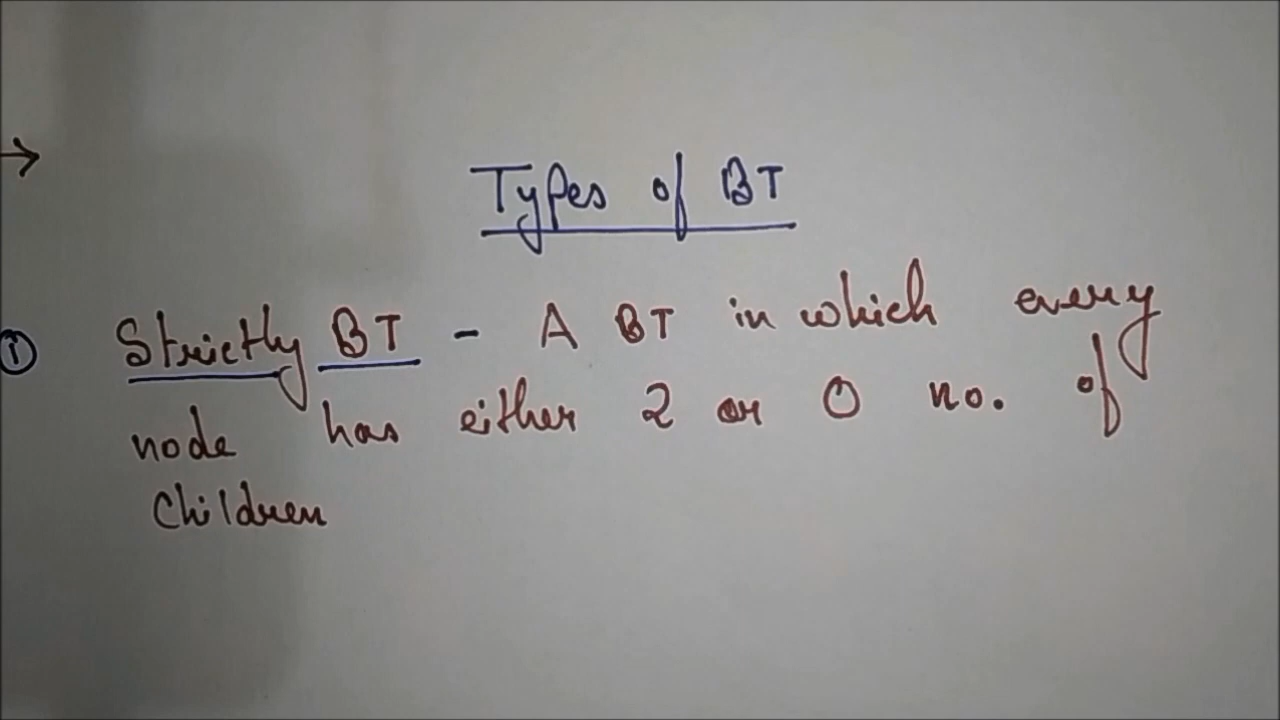 →
Types of BT
① Strictly BT - A BT in which every
node has either 2 or 0 no. of
Children